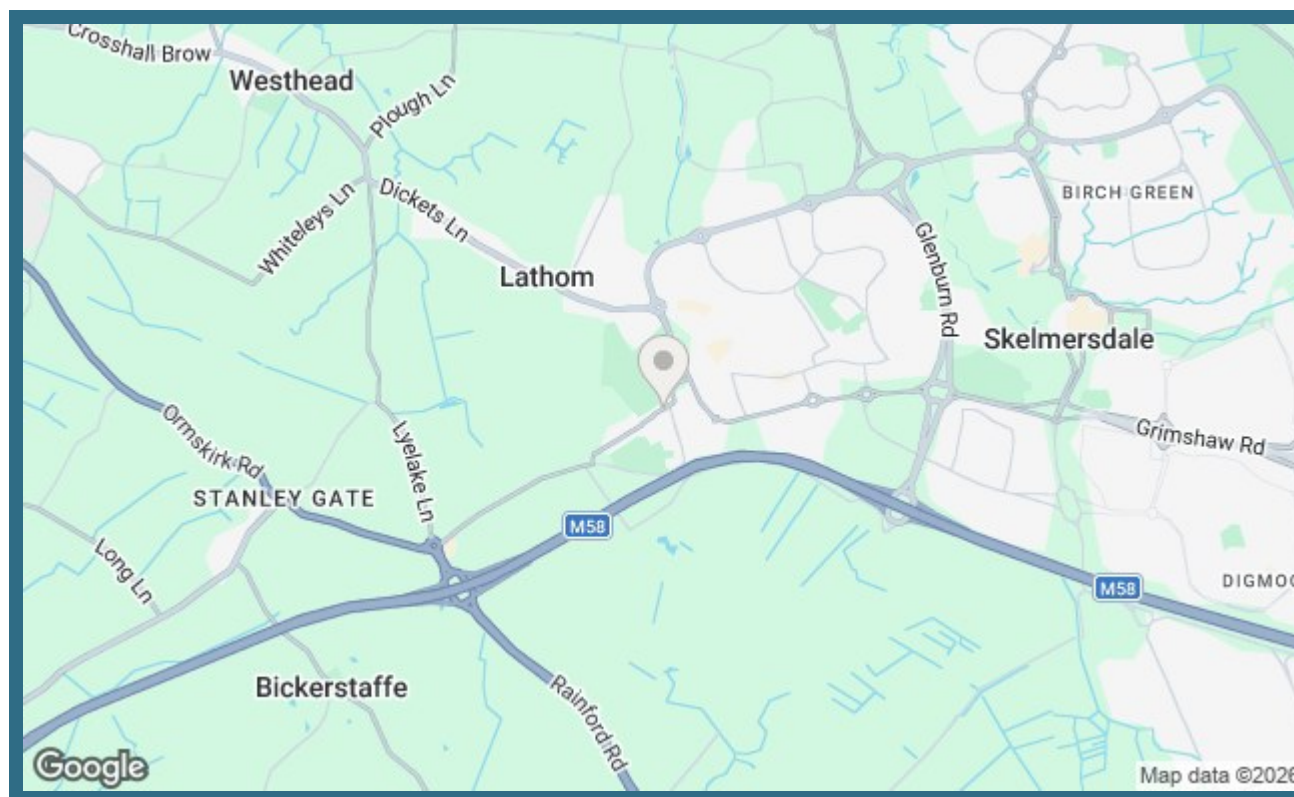 Crosshall Brow
Westhead
Plough Ln
Whiteleys Ln
Dickets Ln
BIRCH GREEN
Lathom
Glenburn Rd
Skelmersdale
Ormskirk Rd
Lyelake Ln
Grimshaw Rd
STANLEY GATE
M58
Long Ln
M58
DIGMOO
Bickerstaffe
Rainford Rd
Google
Map data ©2026